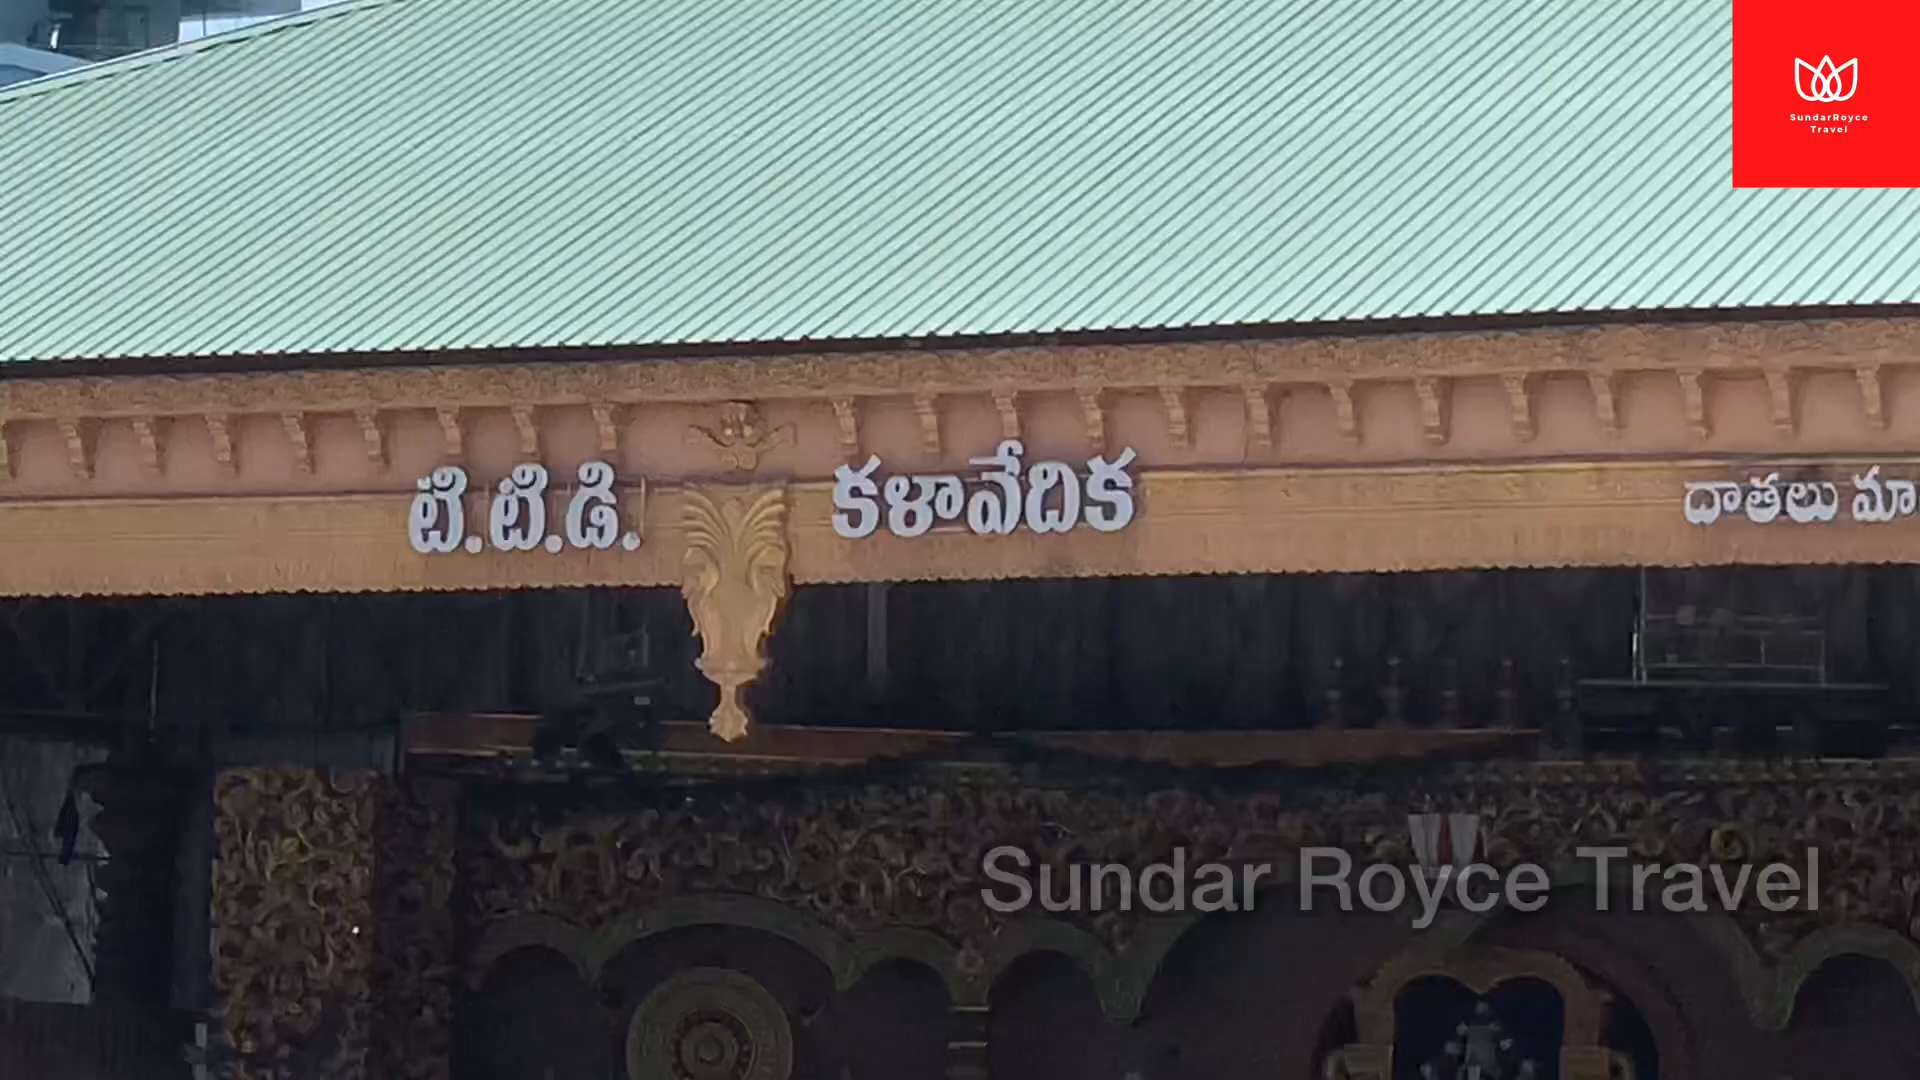 SundarRoyce
Travel
టి.టి.డి. కళావేదిక
దాతలు
Sundar Royce Travel